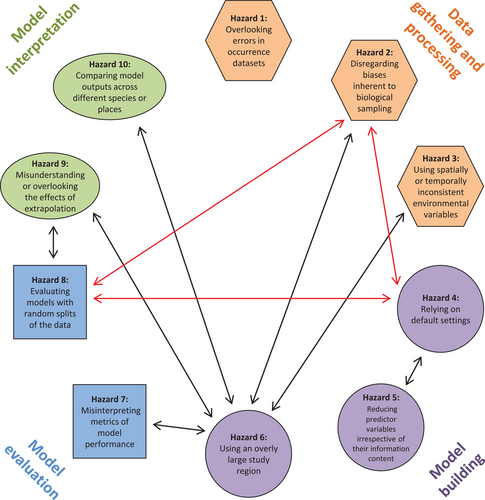 Model
interpretation
Data
gathering and
processing
Hazard 1:
Overlooking
errors in
occurrence
datasets
Hazard 2:
Disregarding
biases
inherent to
biological
sampling
Hazard 10:
Comparing model
outputs across
different species or
places
Hazard 3:
Using spatially or
temporally
inconsistent
environmental
variables
Hazard 9:
Misunderstanding
or overlooking
the effects of
extrapolation
Hazard 8:
Evaluating
models with
random splits
of the data
Hazard 4:
Relying on
default settings
Hazard 7:
Misinterpreting
metrics of
model
performance
Hazard 5:
Reducing
predictor
variables
irrespective of
their information
content
Hazard 6:
Using an overly
large study
region
Model
evaluation
Model
building